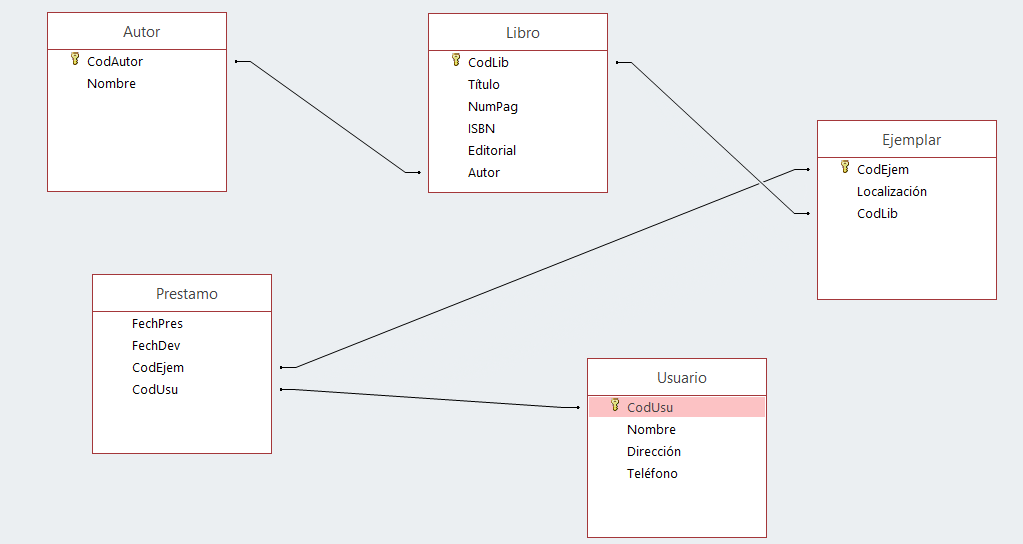 Autor
CodAutor
Nombre
Libro
CodLib
Título
NumPag
ISBN
Editorial
Autor
Ejemplar
CodEjem
Localización
CodLib
Prestamo
FechPres
FechDev
CodEjem
CodUsu
Usuario
CodUsu
Nombre
Dirección
Teléfono